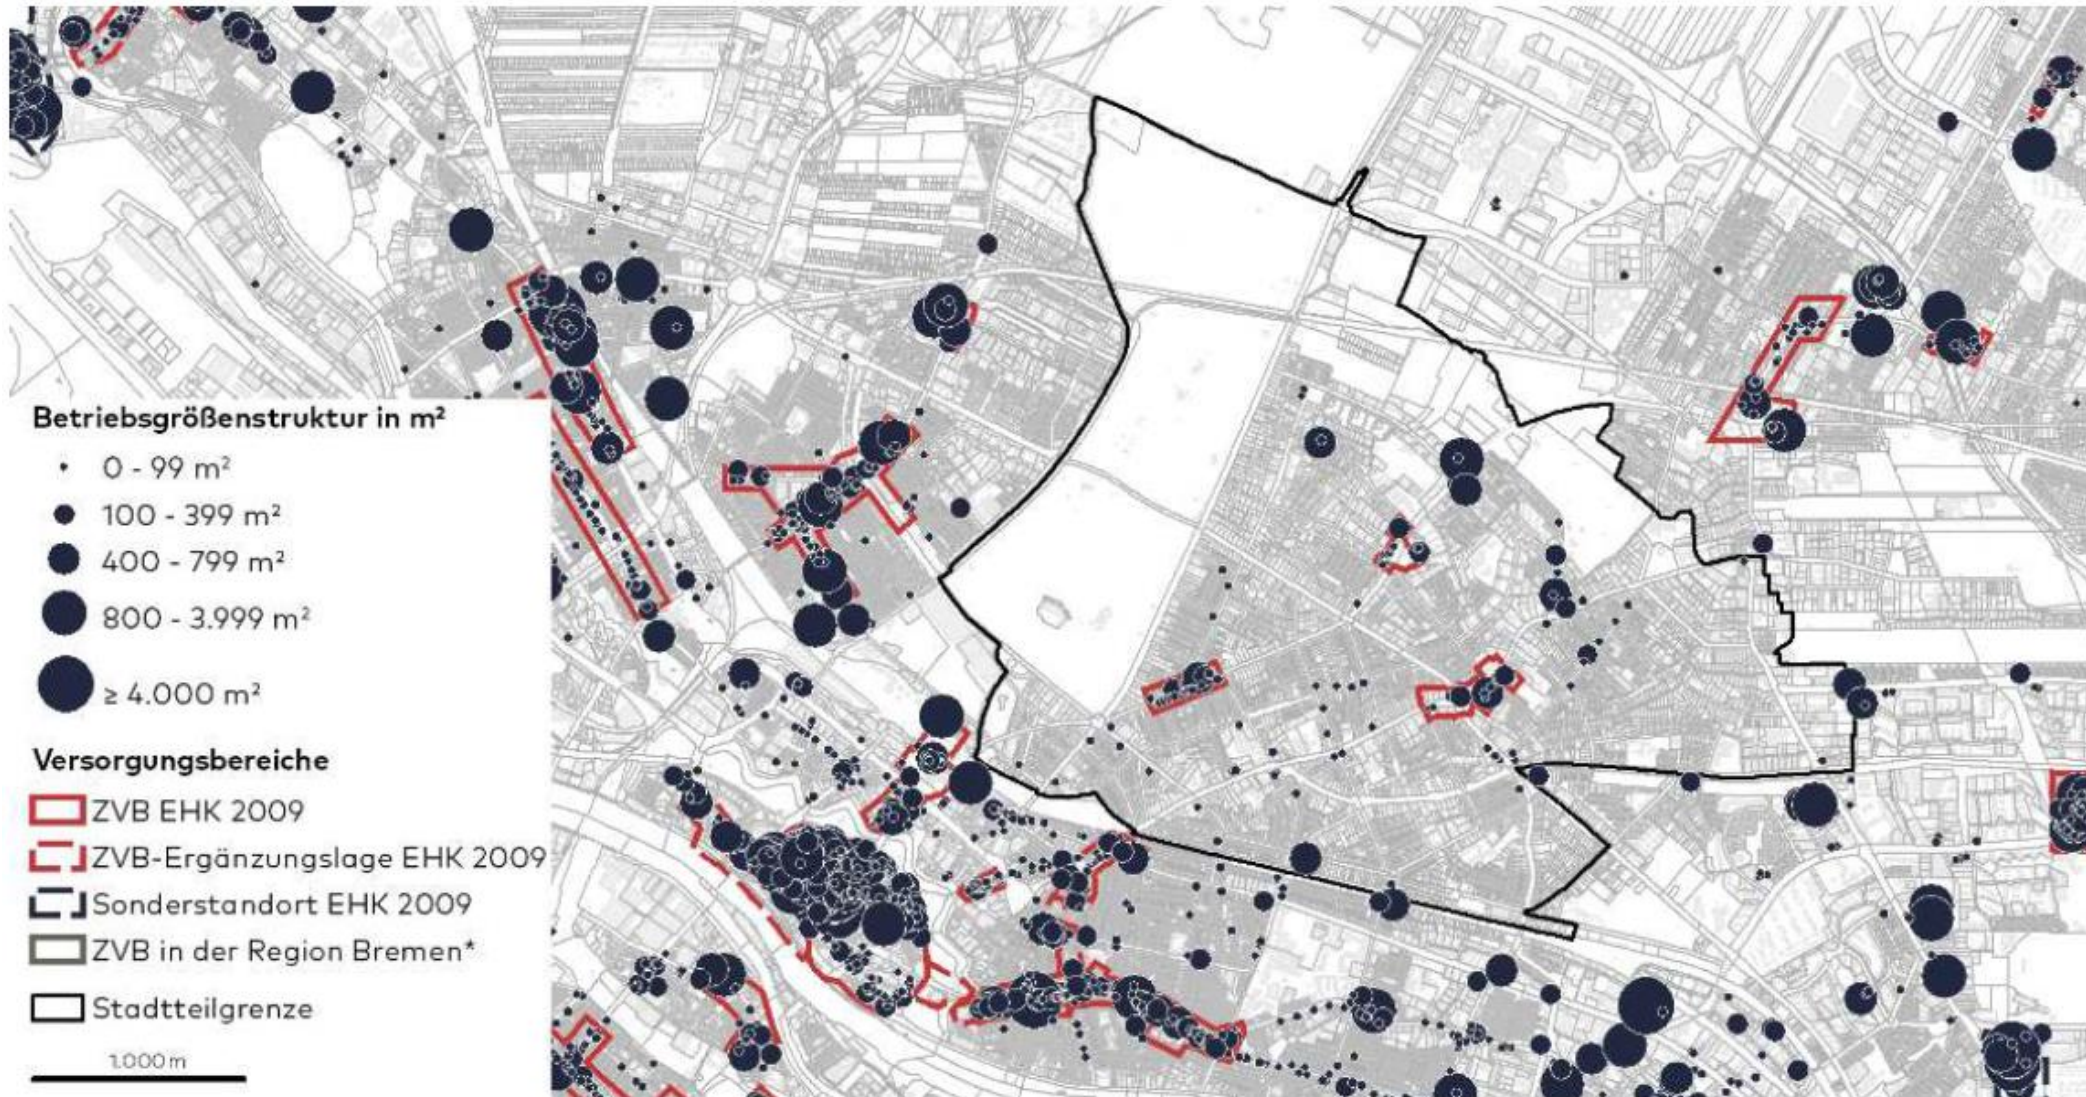 Betriebsgrößenstruktur in m²
0 - 99 m²
100 - 399 m²
400 - 799 m²
800 - 3.999 m²
≥ 4.000 m²
Versorgungsbereiche
ZVB EHK 2009
ZVB-Ergänzungslage EHK 2009
Sonderstandort EHK 2009
ZVB in der Region Bremen*
Stadtteilgrenze
1.000 m